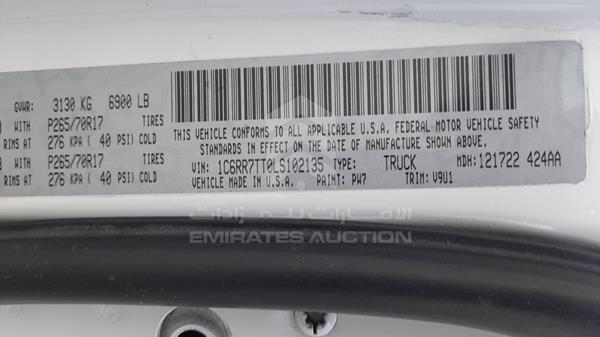 GVWR: 3130 KG 6900 LB
WITH P265/70R17 TIRES
RIMS AT 276 KPA ( 40 PSI) COLD
WITH P265/70R17 TIRES
RIMS AT 276 KPA ( 40 PSI) COLD
THIS VEHICLE CONFORMS TO ALL APPLICABLE U.S.A. FEDERAL MOTOR VEHICLE SAFETY
STANDARDS IN EFFECT ON THE DATE OF MANUFACTURE SHOWN ABOVE.
VIN: 1C6RR7TT0LS102135 TYPE: TRUCK MDH: 121722 424AA
VEHICLE MADE IN U.S.A. PAINT: PW7 TRIM: V9U1
الإمارات للمزادات
EMIRATES AUCTION